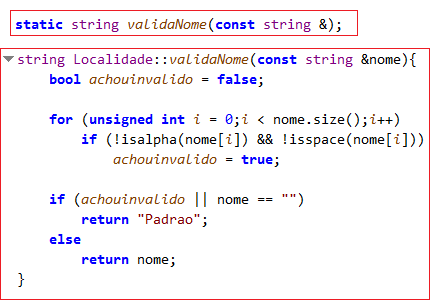 static string validaNome(const string &);
string Localidade::validaNome(const string &nome){
bool achouinvalido = false;
for (unsigned int i = 0;i < nome.size();i++)
if (!isalpha(nome[i]) && !isspace(nome[i]))
achouinvalido = true;
if (achouinvalido || nome == "")
return "Padrao";
else
return nome;
}